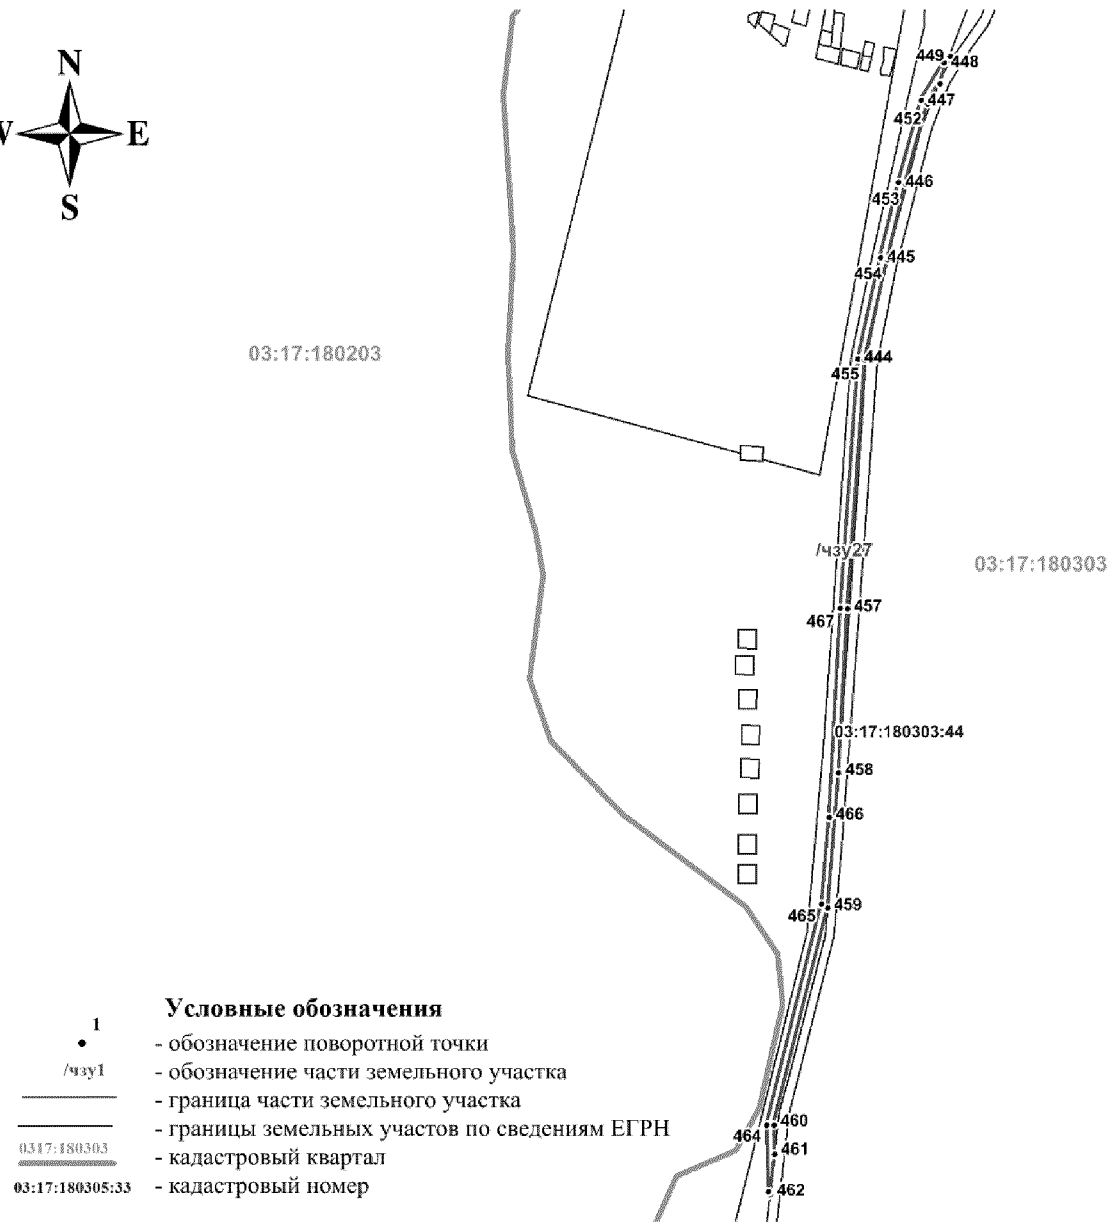 N
W E
S
449
448
447
452
446
453
445
454
03:17:180203
444
455
/чзу27
03:17:180303
457
467
03:17:180303:44
458
466
465
459
460
464
461
462
Условные обозначения
1
- обозначение поворотной точки
/чзу1 - обозначение части земельного участка
- граница части земельного участка
- границы земельных участов по сведениям ЕГРН
0317:180303 - кадастровый квартал
03:17:180305:33 - кадастровый номер